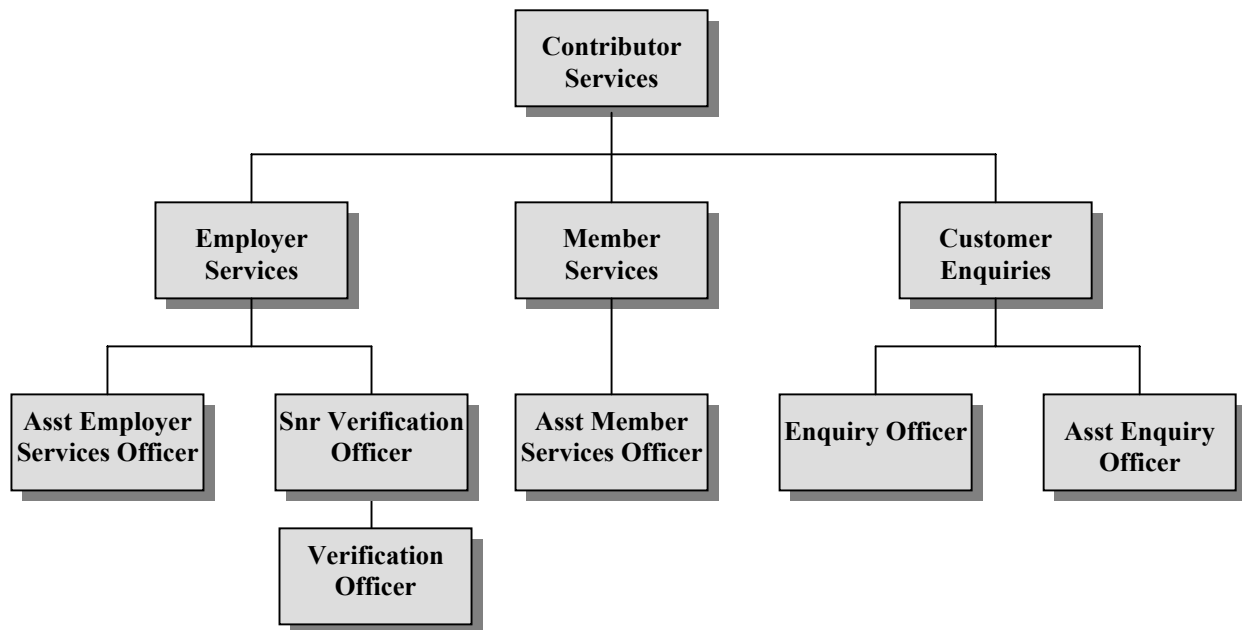 Contributor
Services
Employer
Services
Member
Services
Customer
Enquiries
Asst Employer
Services Officer
Snr Verification
Officer
Asst Member
Services Officer
Enquiry Officer
Asst Enquiry
Officer
Verification
Officer